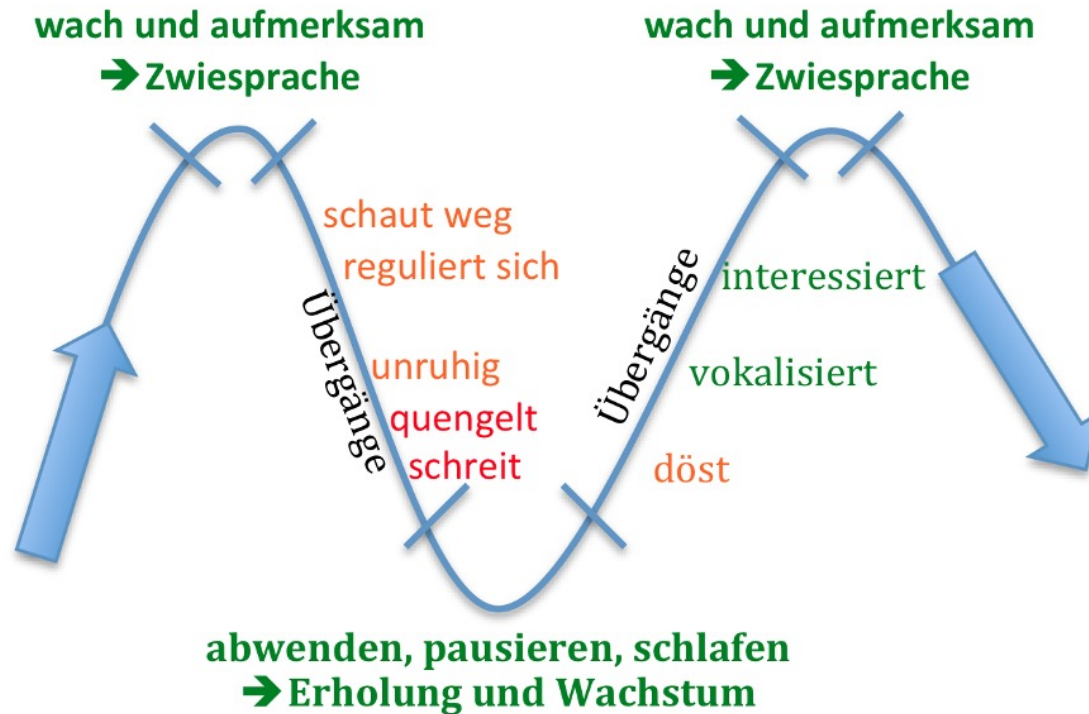 wach und aufmerksam
➔ Zwiesprache
wach und aufmerksam
➔ Zwiesprache
schaut weg
reguliert sich
Übergänge
unruhig
quengelt
schreit
Übergänge
interessiert
vokalisiert
döst
abwenden, pausieren, schlafen
➔ Erholung und Wachstum